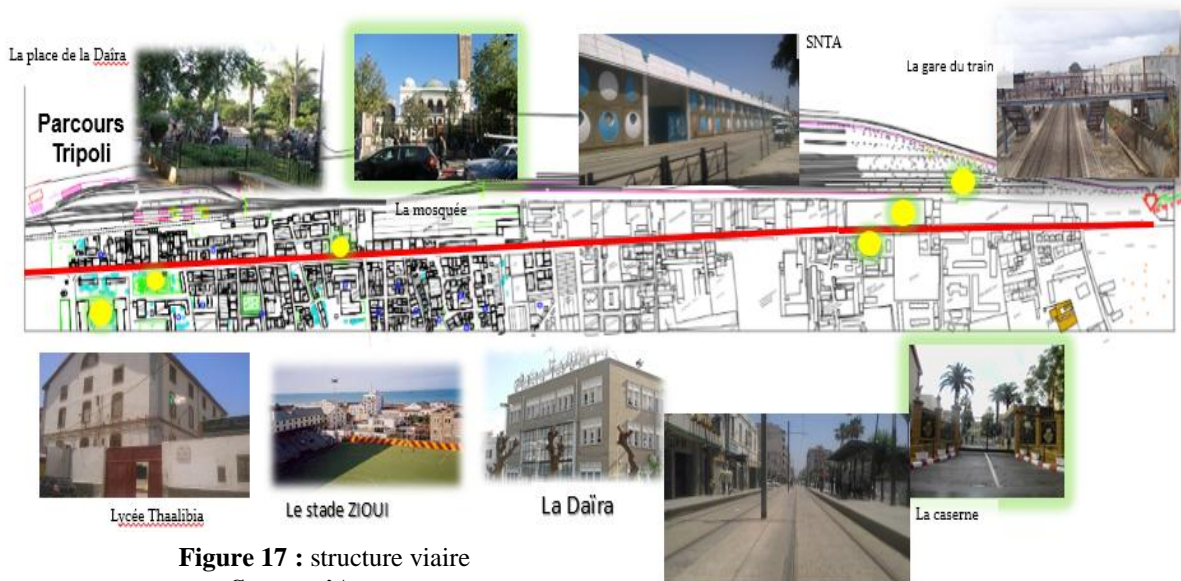 La place de la Daïra
SNTA
La gare du train
Parcours
Tripoli
La mosquée
Lycée Thaalibia
Le stade ZIOUI
La Daïra
La caserne
Figure 17 : structure viaire